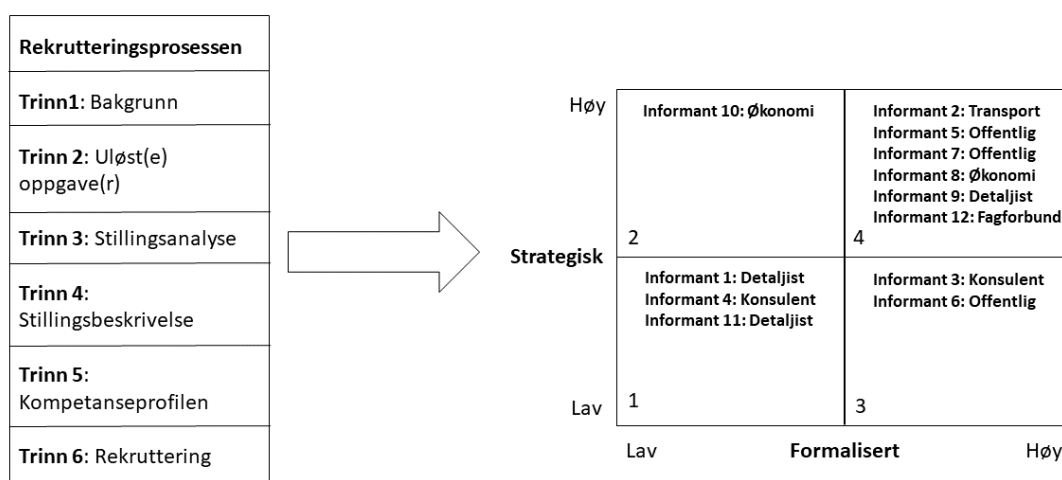 Rekrutteringsprosessen
Trinn1: Bakgrunn
Trinn 2: Uløst(e)
oppgave(r)
Trinn 3: Stillingsanalyse
Trinn 4:
Stillingsbeskrivelse
Trinn 5:
Kompetanseprofilen
Trinn 6: Rekruttering
Høy
Strategisk
Lav
Informant 10: Økonomi
2
Informant 2: Transport
Informant 5: Offentlig
Informant 7: Offentlig
Informant 8: Økonomi
Informant 9: Detaljist
Informant 12: Fagforbund
4
Informant 1: Detaljist
Informant 4: Konsulent
Informant 11: Detaljist
1
Informant 3: Konsulent
Informant 6: Offentlig
3
Lav
Formalisert
Høy